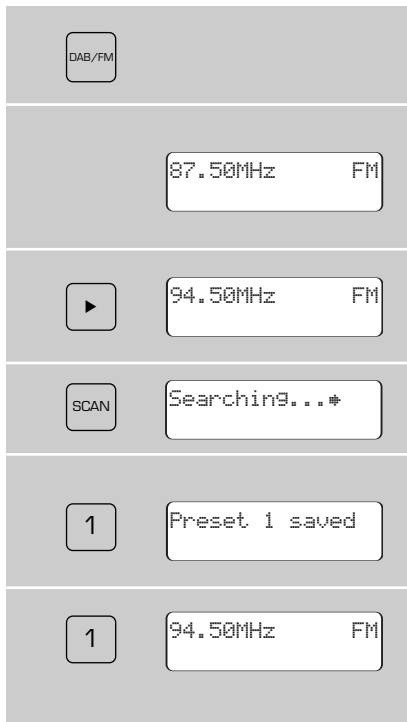 DAB/FM
87.50MHz FM
94.50MHz FM
SCAN
Searching...
1
Preset 1 saved
1
94.50MHz FM